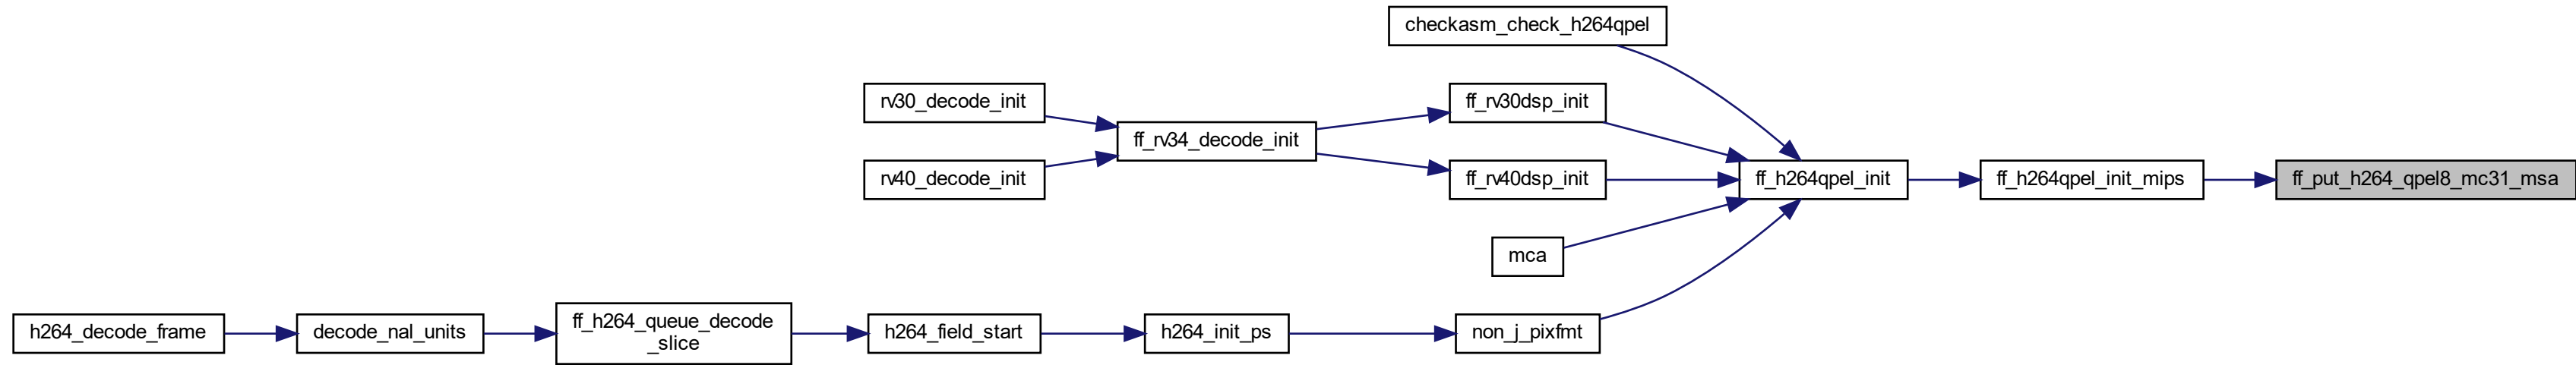 checkasm_check_h264qpel
rv30_decode_init
ff_rv30dsp_init
ff_rv34_decode_init
rv40_decode_init
ff_rv40dsp_init
ff_h264qpel_init
ff_h264qpel_init_mips
ff_put_h264_qpel8_mc31_msa
mca
h264_decode_frame
decode_nal_units
ff_h264_queue_decode
_slice
h264_field_start
h264_init_ps
non_j_pixfmt